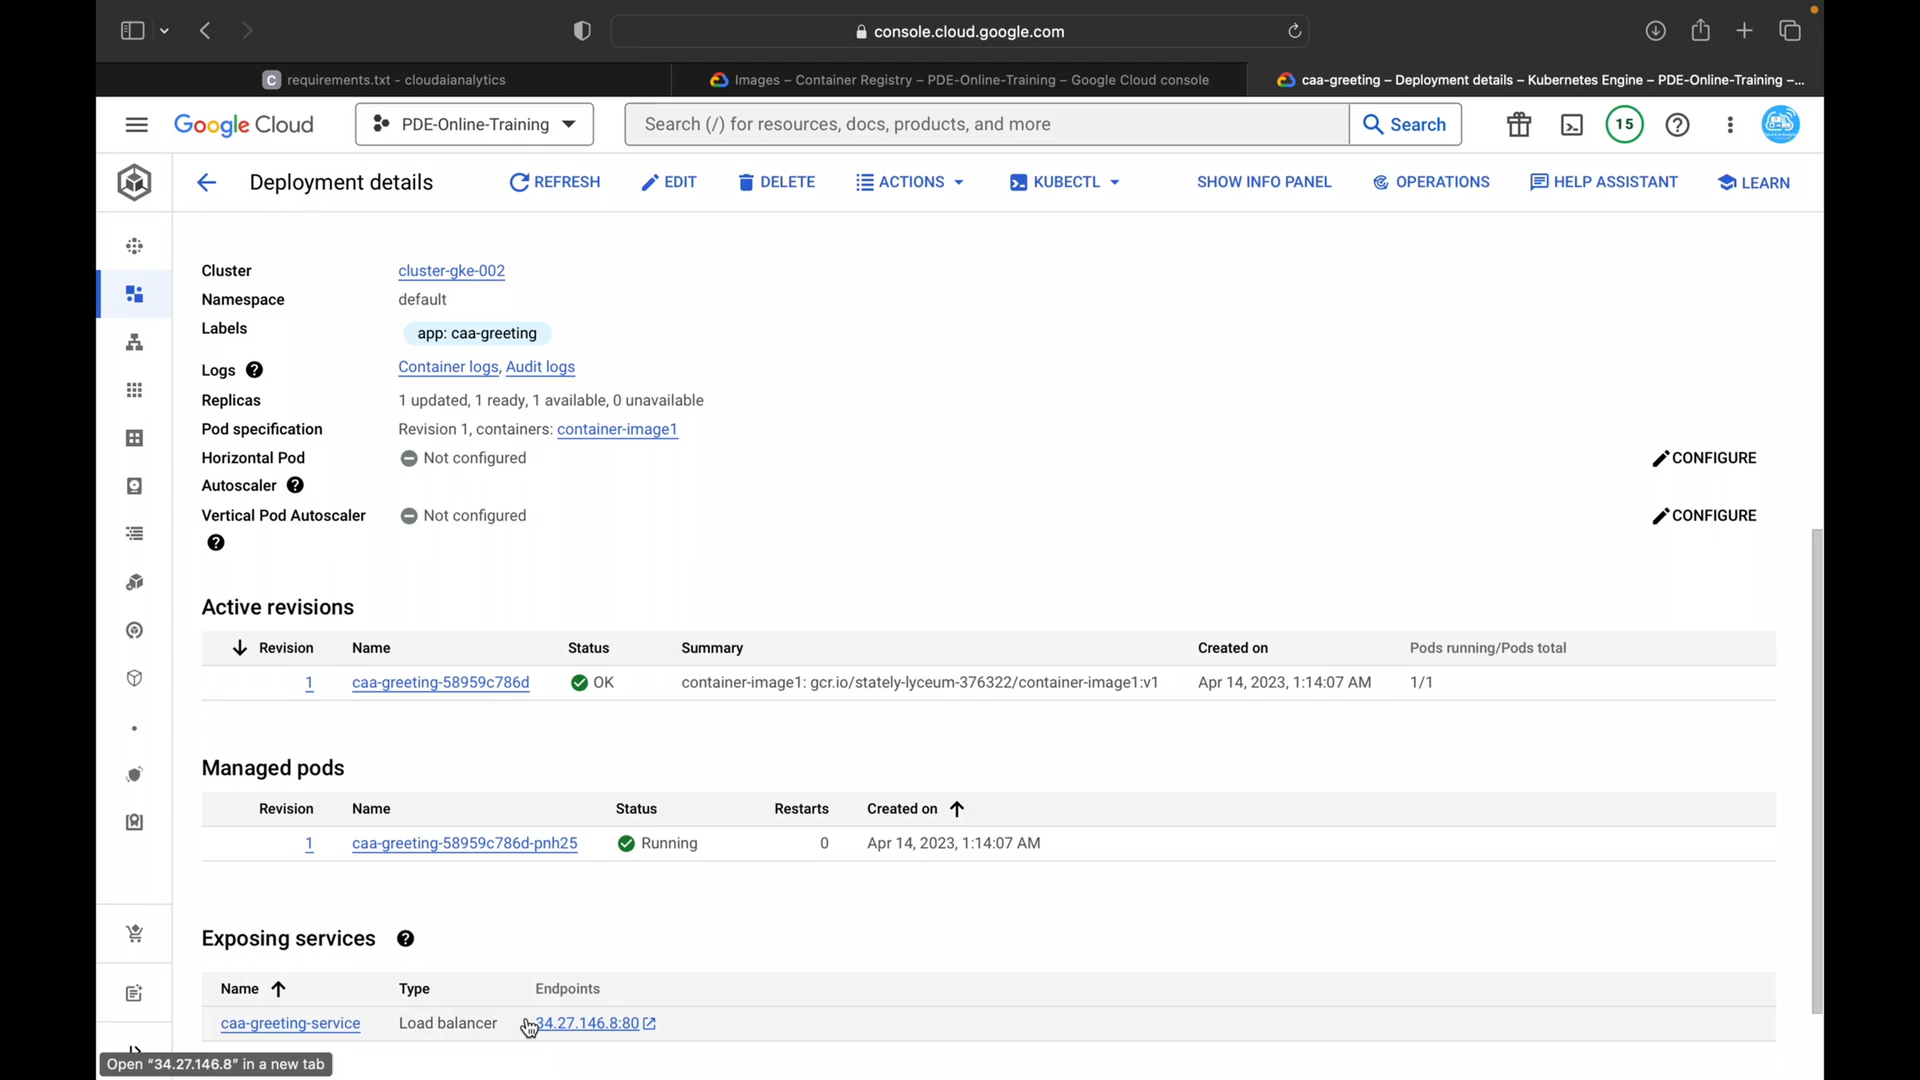 console.cloud.google.com
C requirements.txt - cloudaianalytics
Images – Container Registry – PDE-Online-Training – Google Cloud console
caa-greeting – Deployment details – Kubernetes Engine – PDE-Online-Training –...
Google Cloud
PDE-Online-Training
Search (/) for resources, docs, products, and more
Search
15
Deployment details
REFRESH
EDIT
DELETE
ACTIONS
KUBECTL
SHOW INFO PANEL
OPERATIONS
HELP ASSISTANT
LEARN
Cluster cluster-gke-002
Namespace default
Labels app: caa-greeting
Logs Container logs, Audit logs
Replicas 1 updated, 1 ready, 1 available, 0 unavailable
Pod specification Revision 1, containers: container-image1
Horizontal Pod Not configured CONFIGURE
Autoscaler
Vertical Pod Autoscaler Not configured CONFIGURE
Active revisions
Revision Name Status Summary Created on Pods running/Pods total
1 caa-greeting-58959c786d OK container-image1: gcr.io/stately-lyceum-376322/container-image1:v1 Apr 14, 2023, 1:14:07 AM 1/1
Managed pods
Revision Name Status Restarts Created on
1 caa-greeting-58959c786d-pnh25 Running 0 Apr 14, 2023, 1:14:07 AM
Exposing services
Name Type Endpoints
caa-greeting-service Load balancer 34.27.146.8:80
Open “34.27.146.8” in a new tab